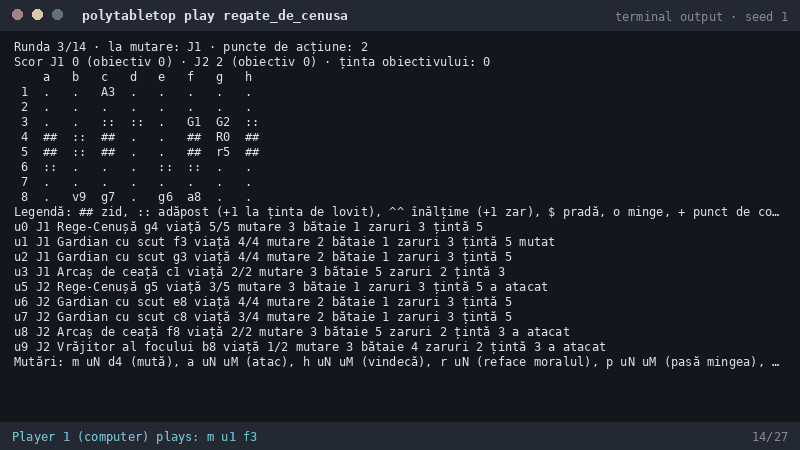 polytabletop play regate_de_cenusa
terminal output · seed 1
Runda 3/14 · la mutare: J1 · puncte de acțiune: 2
Scor J1 0 (obiectiv 0) · J2 2 (obiectiv 0) · ținta obiectivului: 0
a b c d e f g h
1 . . A3 . . . . .
2 . . . . . . . .
3 . . :: :: . G1 G2 ::
4 ## :: ## . . ## R0 ##
5 ## :: ## . . ## r5 ##
6 :: . . . :: :: . .
7 . . . . . . . .
8 . v9 g7 . g6 a8 . .
Legendă: ## zid, :: adăpost (+1 la ținta de lovit), ^^ înălțime (+1 zar), $ pradă, o minge, + punct de co…
u0 J1 Rege-Cenușă g4 viață 5/5 mutare 3 bătaie 1 zaruri 3 țintă 5
u1 J1 Gardian cu scut f3 viață 4/4 mutare 2 bătaie 1 zaruri 3 țintă 5 mutat
u2 J1 Gardian cu scut g3 viață 4/4 mutare 2 bătaie 1 zaruri 3 țintă 5
u3 J1 Arcaș de ceață c1 viață 2/2 mutare 3 bătaie 5 zaruri 2 țintă 3
u5 J2 Rege-Cenușă g5 viață 3/5 mutare 3 bătaie 1 zaruri 3 țintă 5 a atacat
u6 J2 Gardian cu scut e8 viață 4/4 mutare 2 bătaie 1 zaruri 3 țintă 5
u7 J2 Gardian cu scut c8 viață 3/4 mutare 2 bătaie 1 zaruri 3 țintă 5
u8 J2 Arcaș de ceață f8 viață 2/2 mutare 3 bătaie 5 zaruri 2 țintă 3 a atacat
u9 J2 Vrăjitor al focului b8 viață 1/2 mutare 3 bătaie 4 zaruri 2 țintă 3 a atacat
Mutări: m uN d4 (mută), a uN uM (atac), h uN uM (vindecă), r uN (reface moralul), p uN uM (pasă mingea), …
Player 1 (computer) plays: m u1 f3
14/27